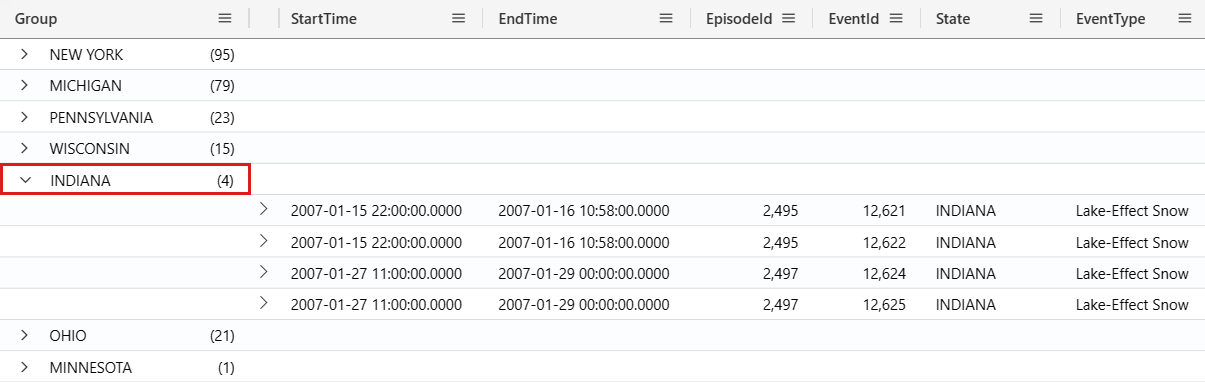 Group StartTime EndTime EpisodeId EventId State EventType
NEW YORK (95)
MICHIGAN (79)
PENNSYLVANIA (23)
WISCONSIN (15)
INDIANA (4)
2007-01-15 22:00:00.0000 2007-01-16 10:58:00.0000 2,495 12,621 INDIANA Lake-Effect Snow
2007-01-15 22:00:00.0000 2007-01-16 10:58:00.0000 2,495 12,622 INDIANA Lake-Effect Snow
2007-01-27 11:00:00.0000 2007-01-29 00:00:00.0000 2,497 12,624 INDIANA Lake-Effect Snow
2007-01-27 11:00:00.0000 2007-01-29 00:00:00.0000 2,497 12,625 INDIANA Lake-Effect Snow
OHIO (21)
MINNESOTA (1)